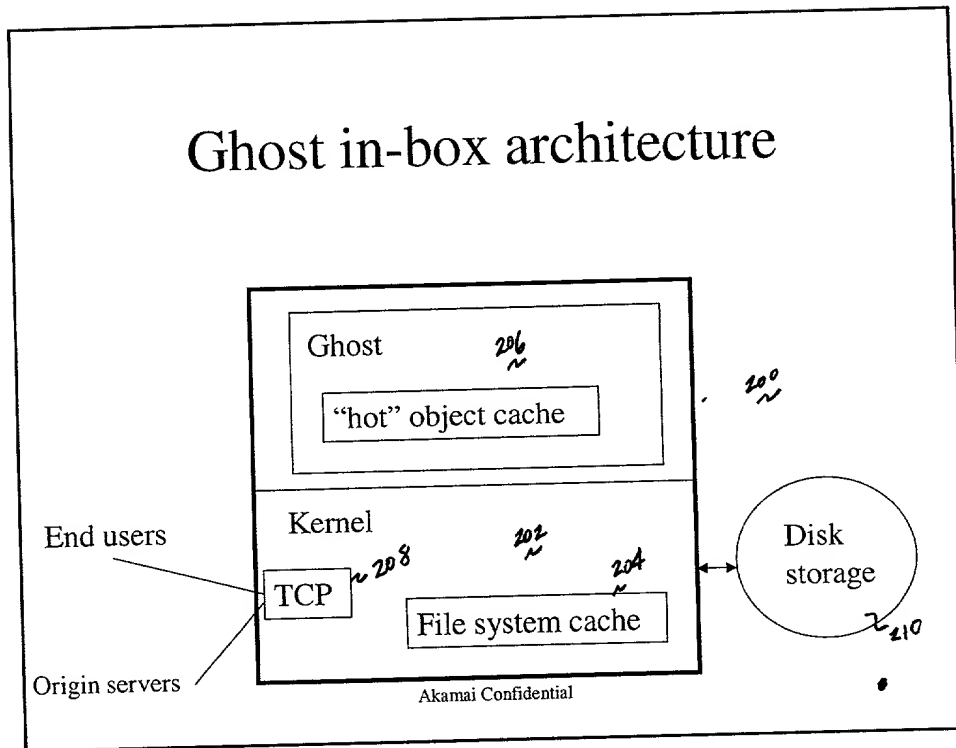 Ghost in-box architecture
Ghost
206
"hot" object cache
200
Kernel
202
End users
208
TCP
204
File system cache
Disk
storage
210
Origin servers
Akamai Confidential